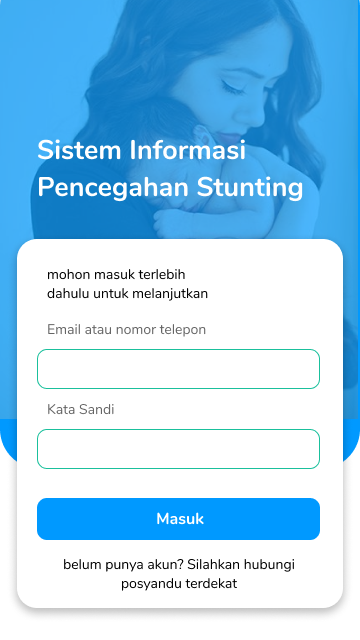 Sistem Informasi
Pencegahan Stunting
mohon masuk terlebih
dahulu untuk melanjutkan
Email atau nomor telepon
Kata Sandi
Masuk
belum punya akun? Silahkan hubungi
posyandu terdekat